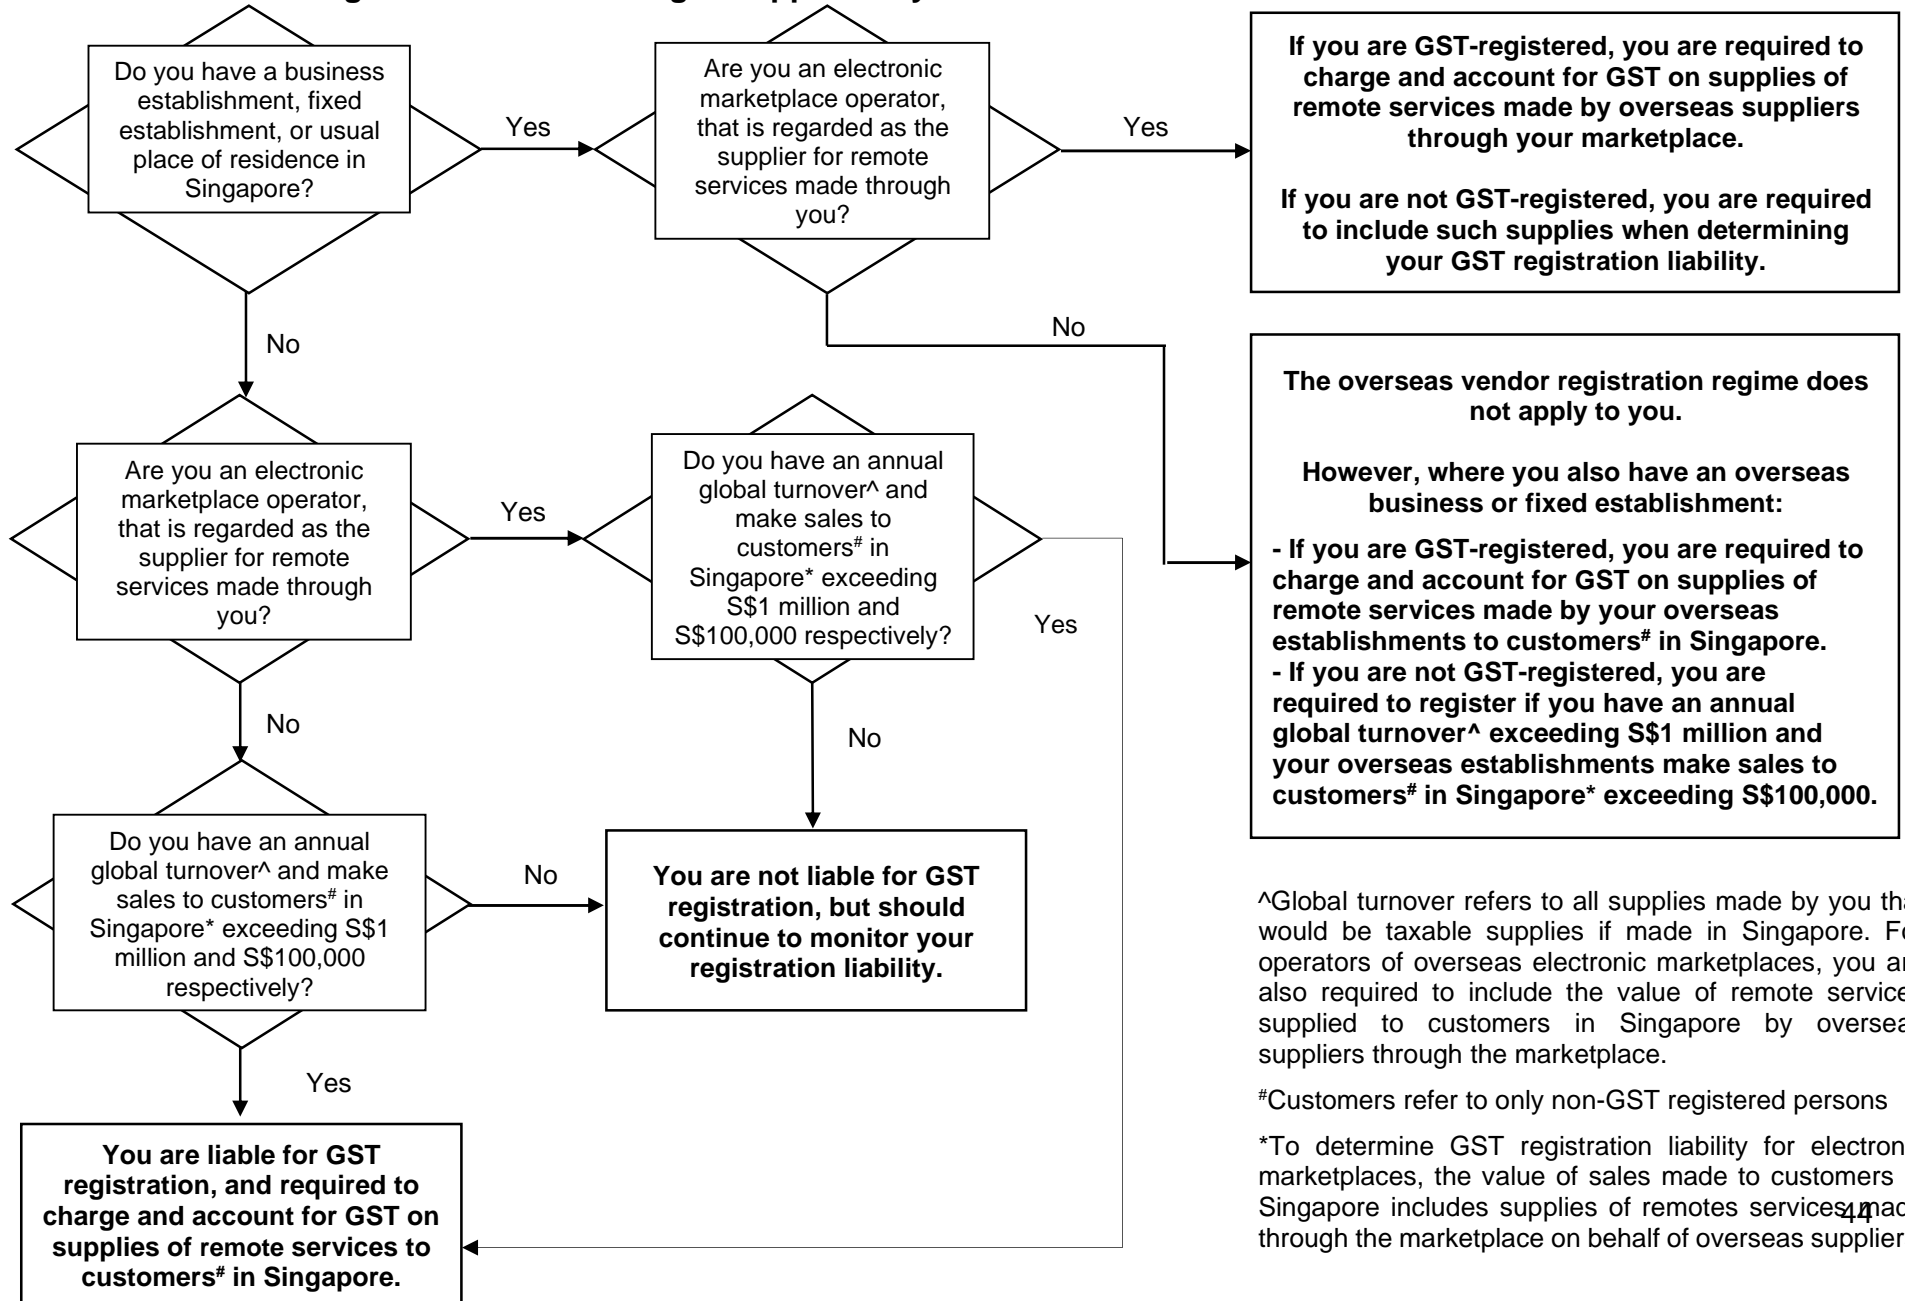 Do you have a business
establishment, fixed
establishment, or usual
place of residence in
Singapore?
Yes
Are you an electronic
marketplace operator,
that is regarded as the
supplier for remote
services made through
you?
Yes
If you are GST-registered, you are required to
charge and account for GST on supplies of
remote services made by overseas suppliers
through your marketplace.
If you are not GST-registered, you are required
to include such supplies when determining
your GST registration liability.
No
No
The overseas vendor registration regime does
not apply to you.
However, where you also have an overseas
business or fixed establishment:
- If you are GST-registered, you are required to
charge and account for GST on supplies of
remote services made by your overseas
establishments to customers# in Singapore.
- If you are not GST-registered, you are
required to register if you have an annual
global turnover^ exceeding S$1 million and
your overseas establishments make sales to
customers# in Singapore* exceeding S$100,000.
Are you an electronic
marketplace operator,
that is regarded as the
supplier for remote
services made through
you?
Yes
Do you have an annual
global turnover^ and
make sales to
customers# in
Singapore* exceeding
S$1 million and
S$100,000 respectively?
Yes
No
No
Do you have an annual
global turnover^ and make
sales to customers# in
Singapore* exceeding S$1
million and S$100,000
respectively?
No
You are not liable for GST
registration, but should
continue to monitor your
registration liability.
Yes
You are liable for GST
registration, and required to
charge and account for GST on
supplies of remote services to
customers# in Singapore.
^Global turnover refers to all supplies made by you tha
would be taxable supplies if made in Singapore. Fo
operators of overseas electronic marketplaces, you ar
also required to include the value of remote service
supplied to customers in Singapore by oversea
suppliers through the marketplace.
#Customers refer to only non-GST registered persons
*To determine GST registration liability for electron
marketplaces, the value of sales made to customers
Singapore includes supplies of remotes services mad
through the marketplace on behalf of overseas supplier
44